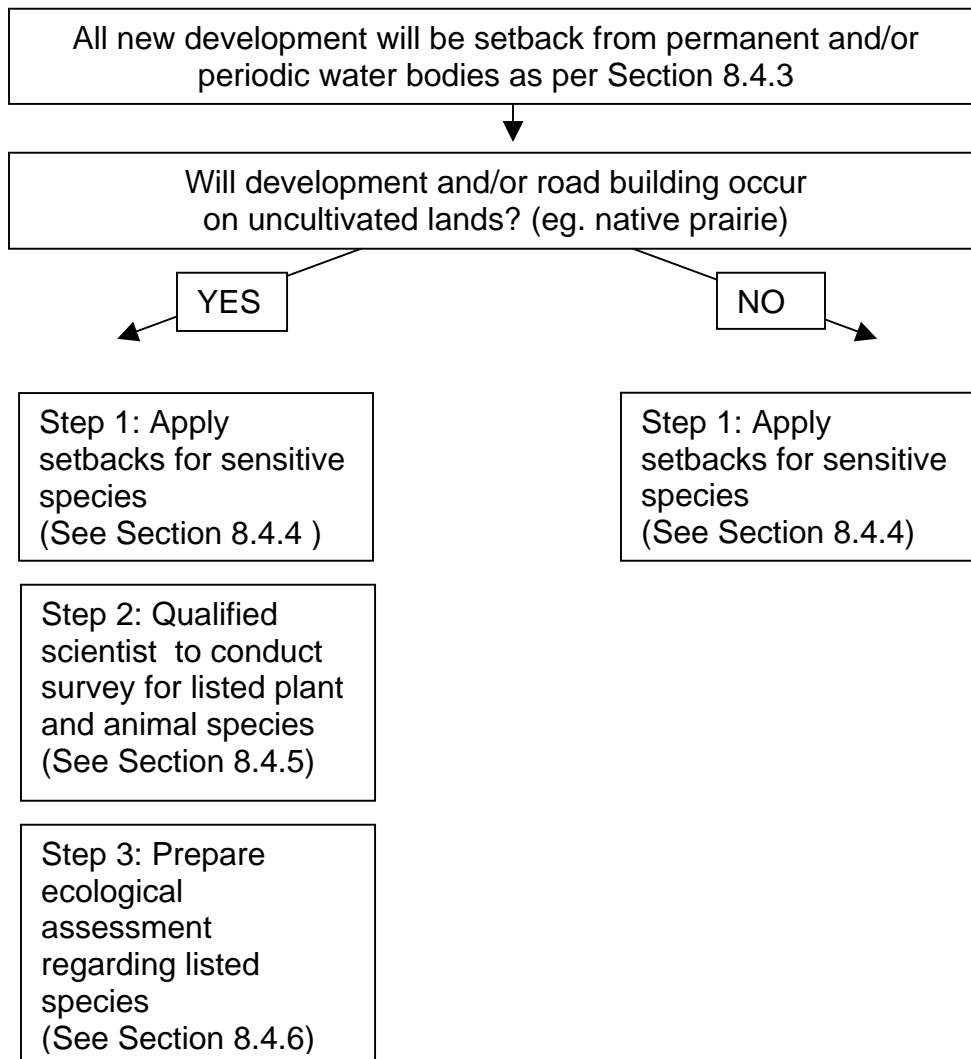 All new development will be setback from permanent and/or
periodic water bodies as per Section 8.4.3
Will development and/or road building occur
on uncultivated lands? (eg. native prairie)
YES
NO
Step 1: Apply
setbacks for sensitive
species
(See Section 8.4.4 )
Step 1: Apply
setbacks for sensitive
species
(See Section 8.4.4)
Step 2: Qualified
scientist  to conduct
survey for listed plant
and animal species
(See Section 8.4.5)
Step 3: Prepare
ecological
assessment
regarding listed
species
(See Section 8.4.6)